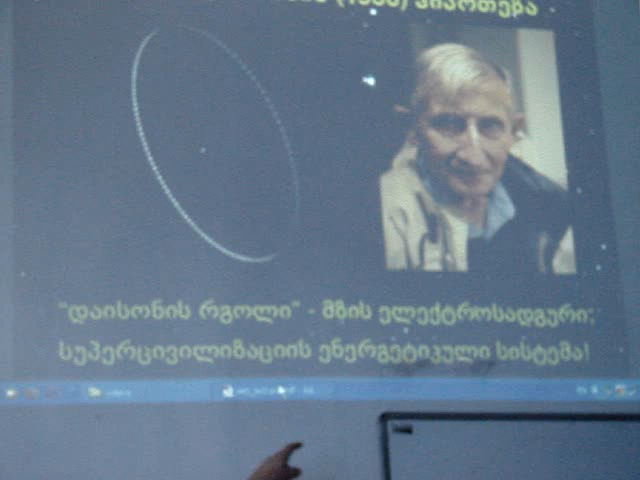 ჰიპოთეზა
"დაისონის რგოლი" - მზის ელექტროსადგური;
სუპერცივილიზაციის ენერგეტიკული სისტემა!